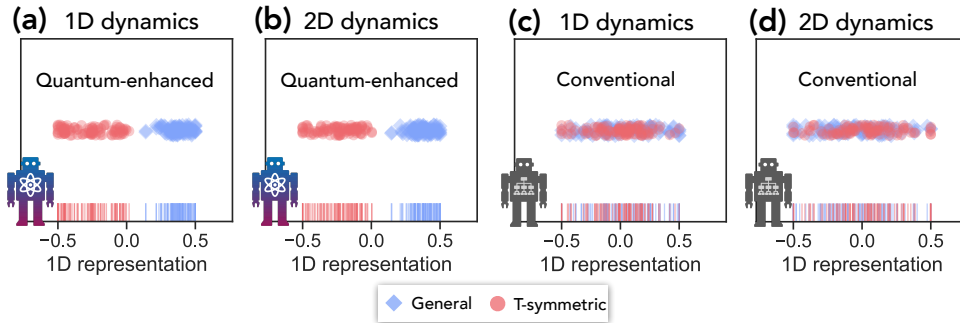 (a) 1D dynamics
Quantum-enhanced
−0.5 0.0 0.5
1D representation
(b) 2D dynamics
Quantum-enhanced
−0.5 0.0 0.5
1D representation
(c) 1D dynamics
Conventional
−0.5 0.0 0.5
1D representation
(d) 2D dynamics
Conventional
−0.5 0.0 0.5
1D representation
General T-symmetric